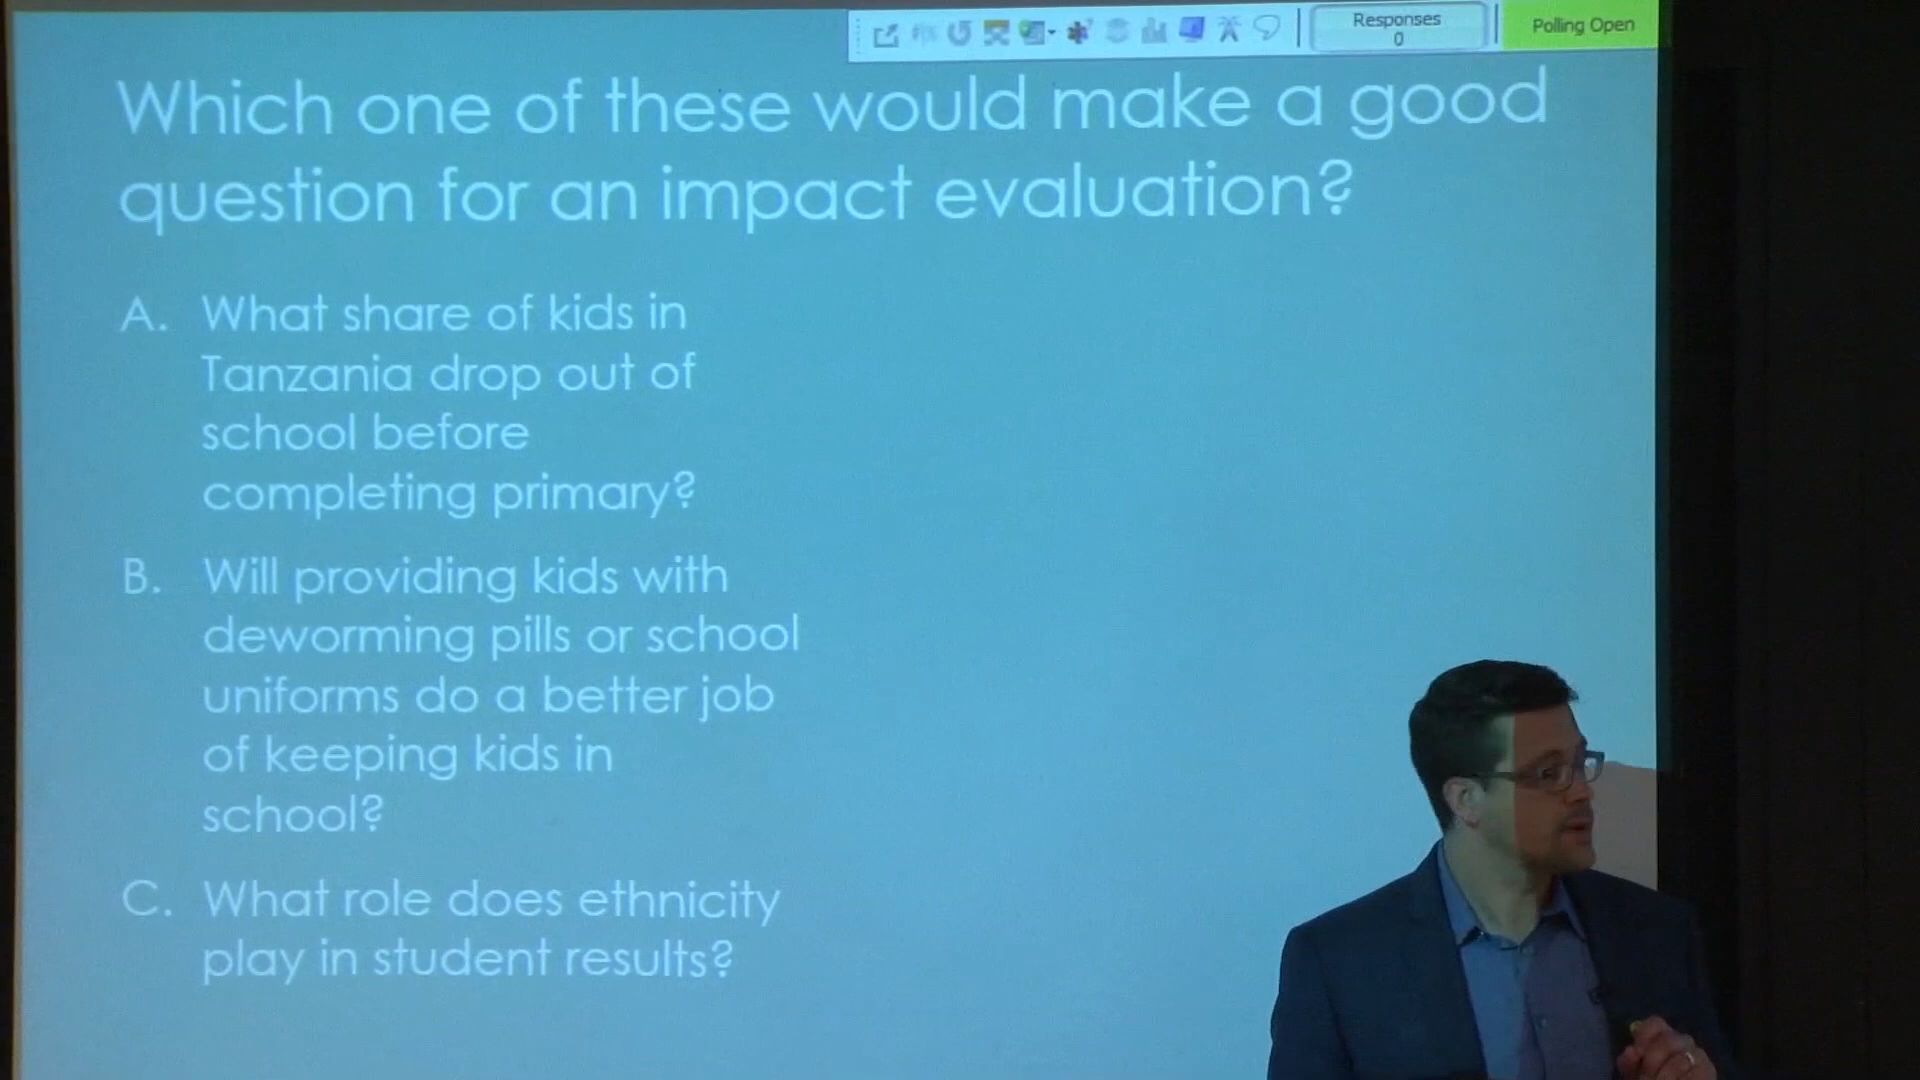 Responses
0
Polling Open
Which one of these would make a good
question for an impact evaluation?
A. What share of kids in
Tanzania drop out of
school before
completing primary?
B. Will providing kids with
deworming pills or school
uniforms do a better job
of keeping kids in
school?
C. What role does ethnicity
play in student results?